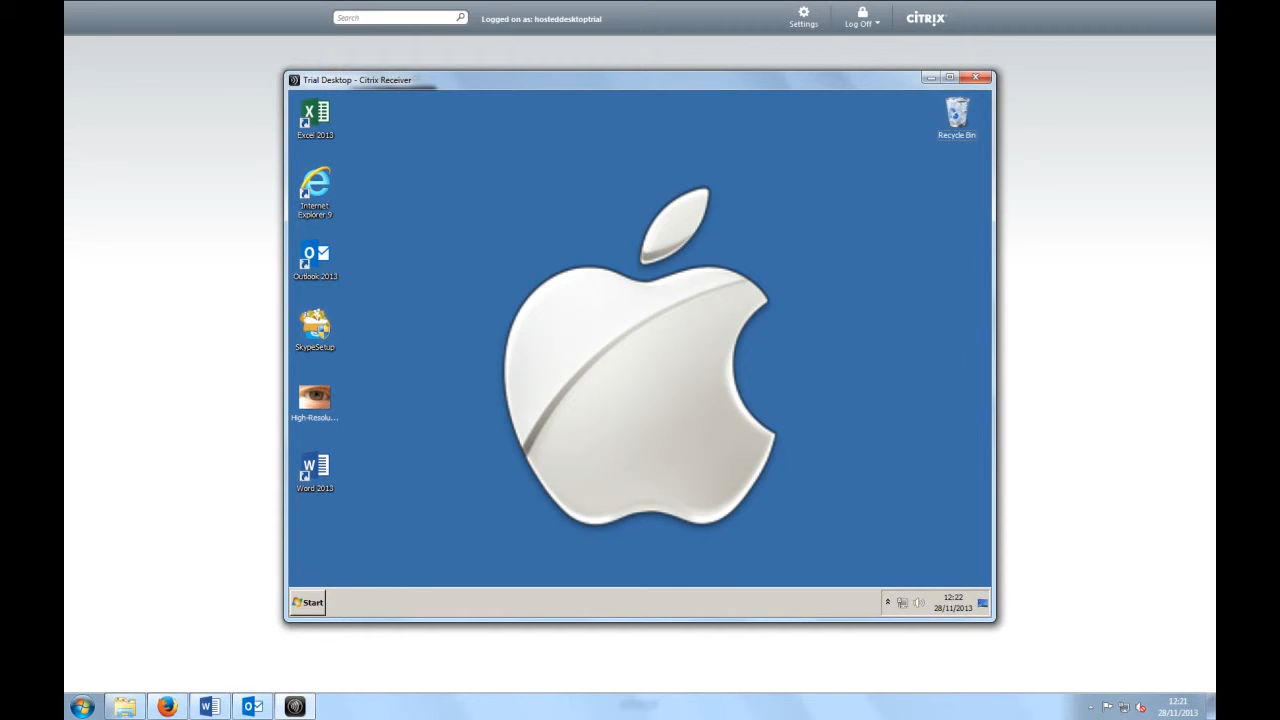 Search
Logged on as: hosteddesktoptrial
Settings
Log Off
CITRIX
Trial Desktop - Citrix Receiver
Excel 2013
Recycle Bin
Internet
Explorer 9
Outlook 2013
SkypeSetup
High-Resolu...
Word 2013
Start
12:22
28/11/2013
12:21
28/11/2013